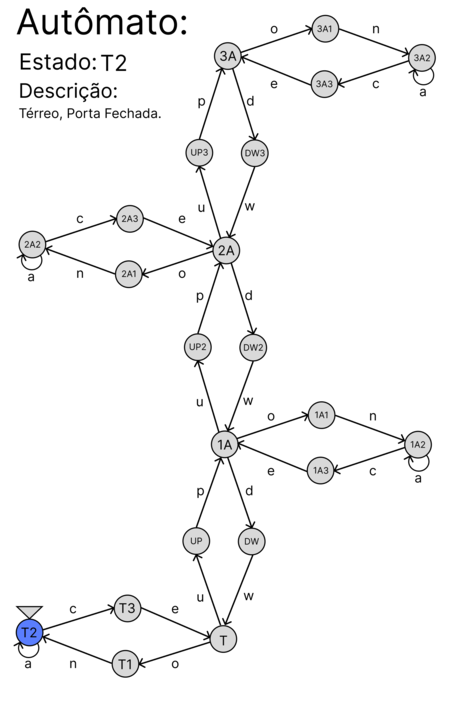 Autômato:
Estado: T2
Descrição:
Térreo, Porta Fechada.
o
3A1
n
3A
3A2
e
3A3
c
a
p
d
UP3
DW3
u
w
c
2A3
e
2A2
2A
a
n
2A1
o
p
d
UP2
DW2
u
w
o
1A1
n
1A
1A2
e
1A3
c
a
p
d
UP
DW
u
w
c
T3
e
T2
T
a
n
T1
o